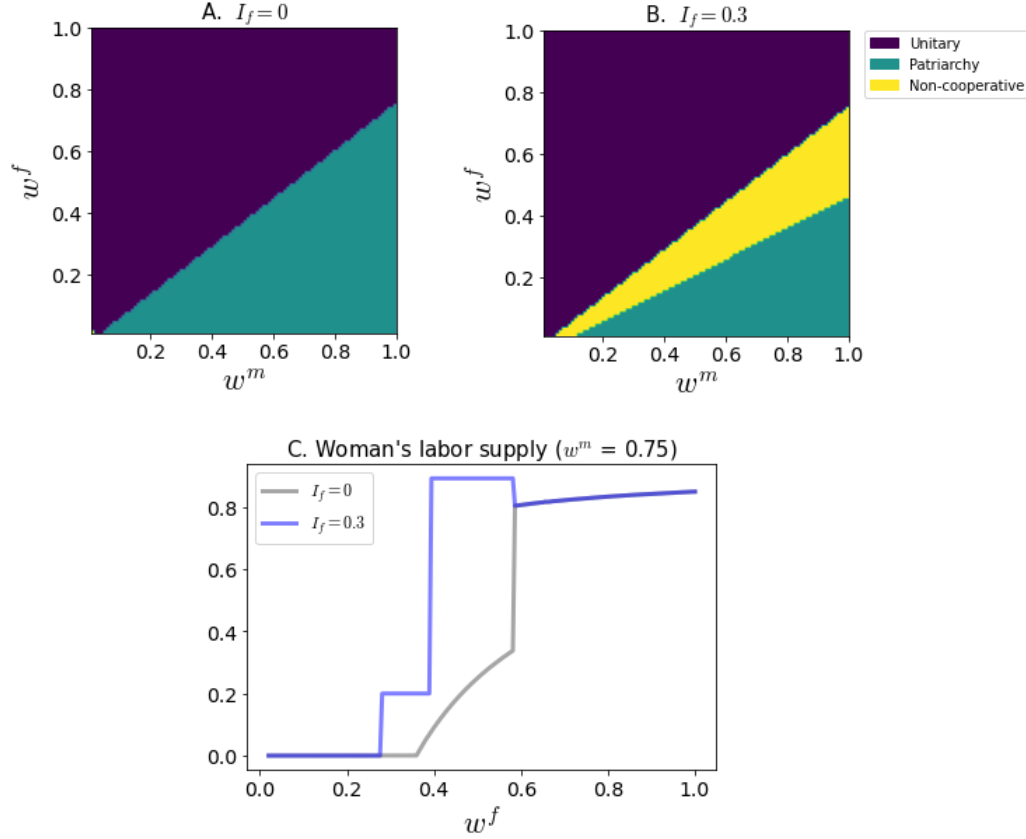 A. I_f = 0
1.0
0.8
0.6
0.4
0.2
w^f
0.2 0.4 0.6 0.8 1.0
w^m
B. I_f = 0.3
1.0
0.8
0.6
0.4
0.2
w^f
0.2 0.4 0.6 0.8 1.0
w^m
Unitary
Patriarchy
Non-cooperative
C. Woman's labor supply (w^m = 0.75)
I_f = 0
I_f = 0.3
0.8
0.6
0.4
0.2
0.0
0.0 0.2 0.4 0.6 0.8 1.0
w^f